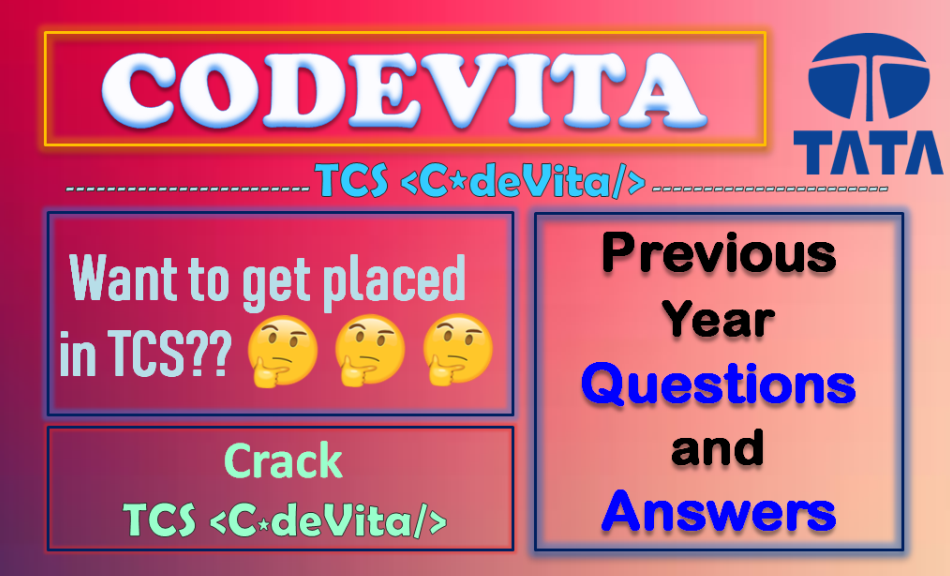 CODEVITA
TATA
TCS <C*deVita/>
Want to get placed
in TCS??
Crack
TCS <C*deVita/>
Previous
Year
Questions
and
Answers